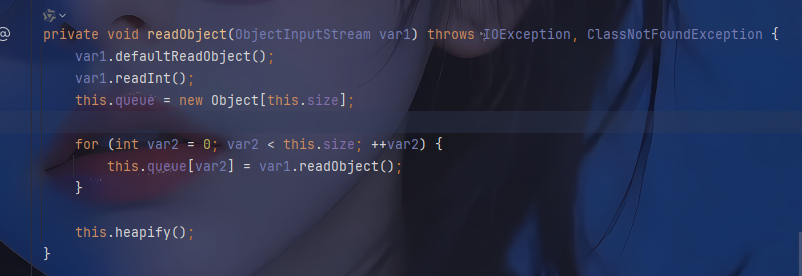 private void readObject(ObjectInputStream var1) throws IOException, ClassNotFoundException {
var1.defaultReadObject();
var1.readInt();
this.queue = new Object[this.size];
for (int var2 = 0; var2 < this.size; ++var2) {
this.queue[var2] = var1.readObject();
}
this.heapify();
}